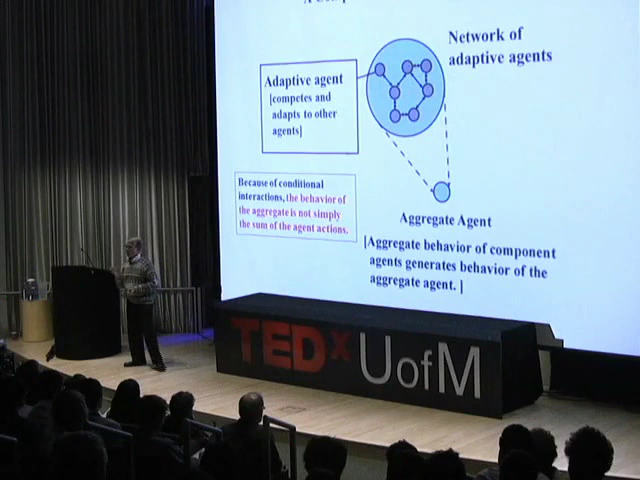 Network of
adaptive agents
Adaptive agent
[competes and
adapts to other
agents]
Because of conditional
interactions, the behavior of
the aggregate is not simply
the sum of the agent actions.
Aggregate Agent
[Aggregate behavior of component
agents generates behavior of the
aggregate agent. ]
TEDx UofM